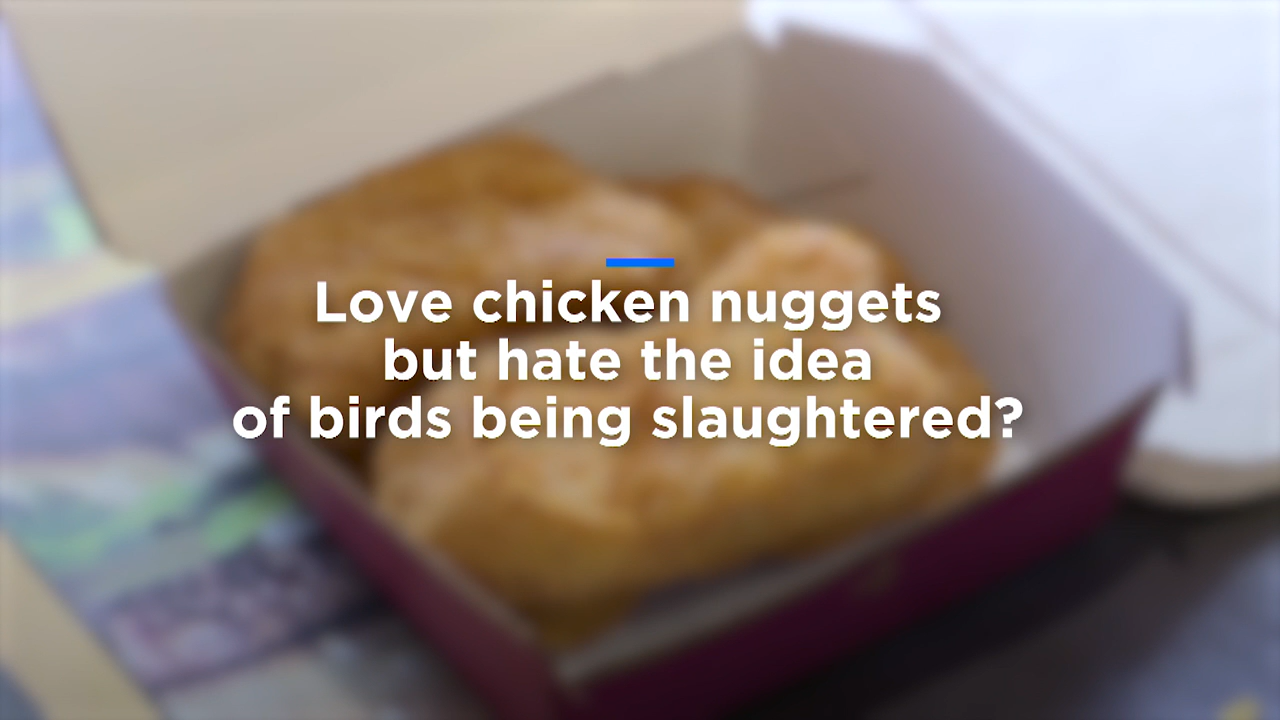 Love chicken nuggets
but hate the idea
of birds being slaughtered?